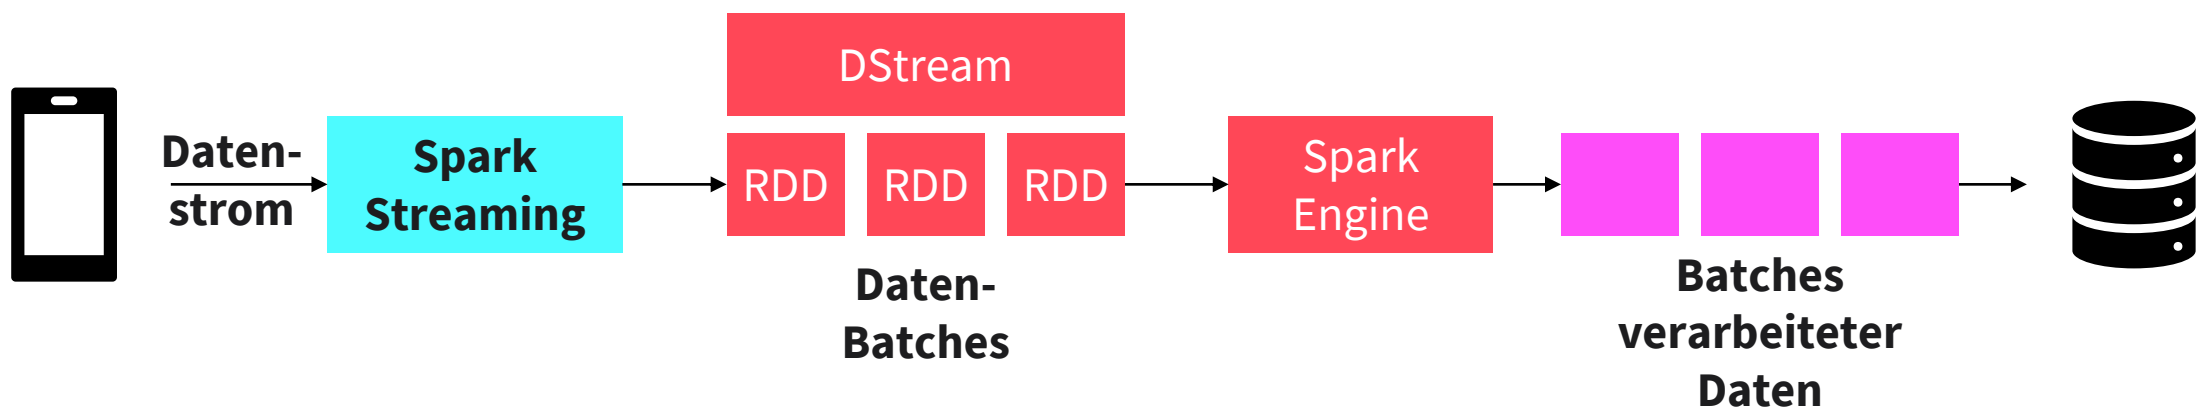 Daten-
strom
Spark
Streaming
DStream
RDD
RDD
RDD
Daten-
Batches
Spark
Engine
Batches
verarbeiteter
Daten